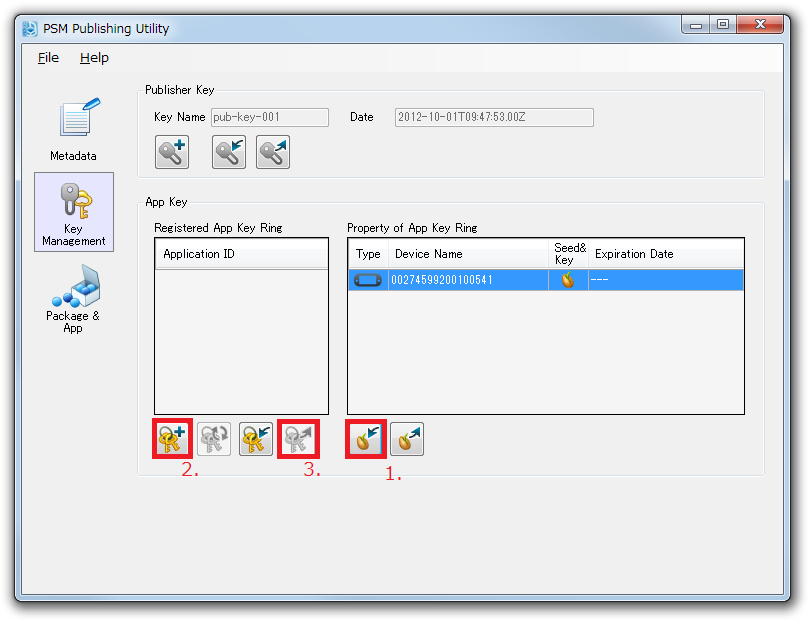 PSM Publishing Utility
File Help
Publisher Key
Key Name pub-key-001 Date 2012-10-01T09:47:53.00Z
Metadata
Key
Management
Package &
App
App Key
Registered App Key Ring
Application ID
Property of App Key Ring
Type Device Name Seed&
Key Expiration Date
00274599200100541 ---
2. 3. 1.